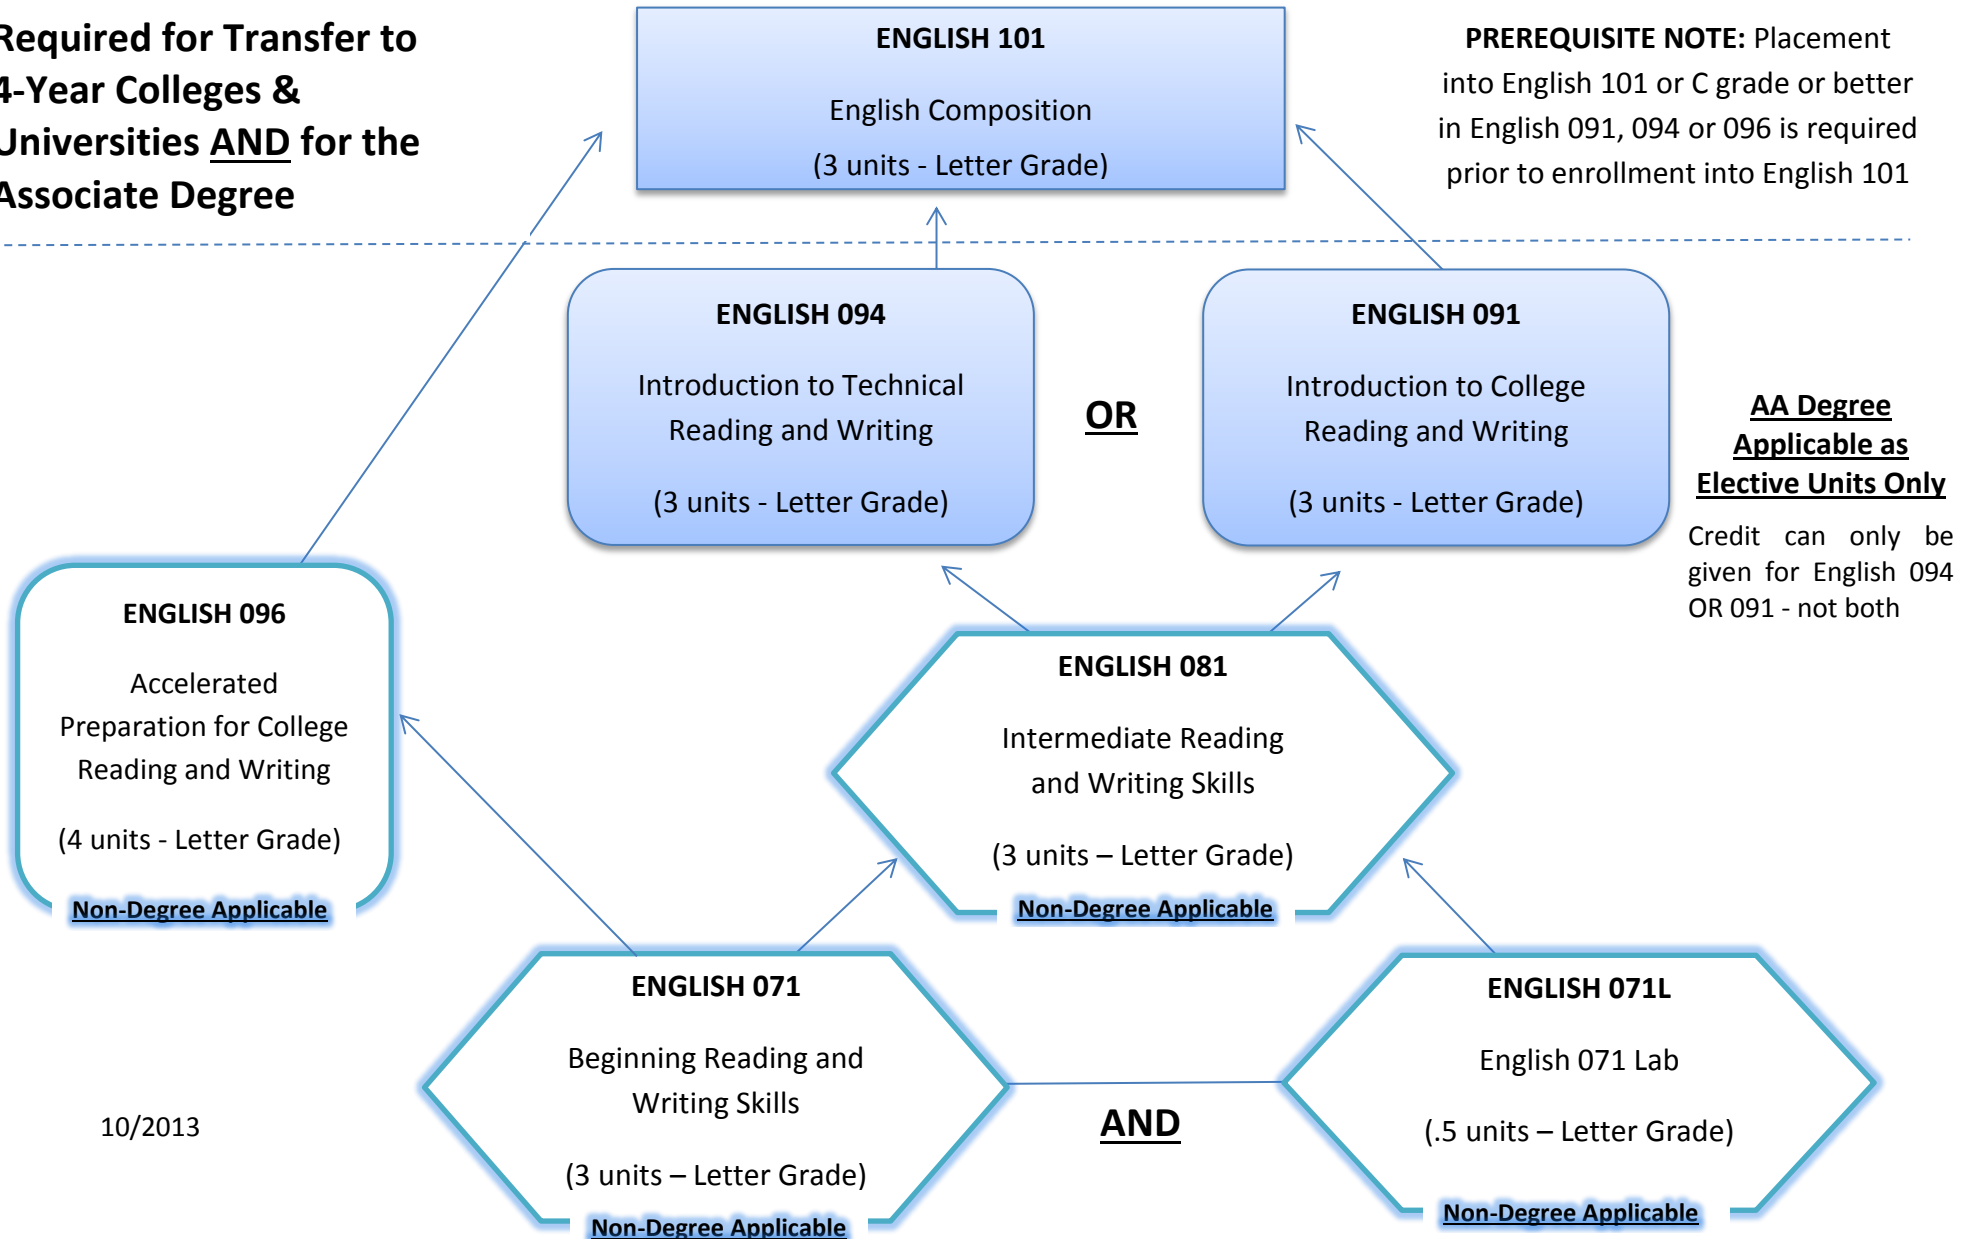 Required for Transfer to
4-Year Colleges &
Universities AND for the
Associate Degree
ENGLISH 101
English Composition
(3 units - Letter Grade)
PREREQUISITE NOTE: Placement
into English 101 or C grade or better
in English 091, 094 or 096 is required
prior to enrollment into English 101
ENGLISH 094
Introduction to Technical
Reading and Writing
(3 units - Letter Grade)
OR
ENGLISH 091
Introduction to College
Reading and Writing
(3 units - Letter Grade)
AA Degree
Applicable as
Elective Units Only
Credit can only be
given for English 094
OR 091 - not both
ENGLISH 096
Accelerated
Preparation for College
Reading and Writing
(4 units - Letter Grade)
Non-Degree Applicable
ENGLISH 081
Intermediate Reading
and Writing Skills
(3 units – Letter Grade)
Non-Degree Applicable
ENGLISH 071
Beginning Reading and
Writing Skills
(3 units – Letter Grade)
Non-Degree Applicable
AND
ENGLISH 071L
English 071 Lab
(.5 units – Letter Grade)
Non-Degree Applicable
10/2013